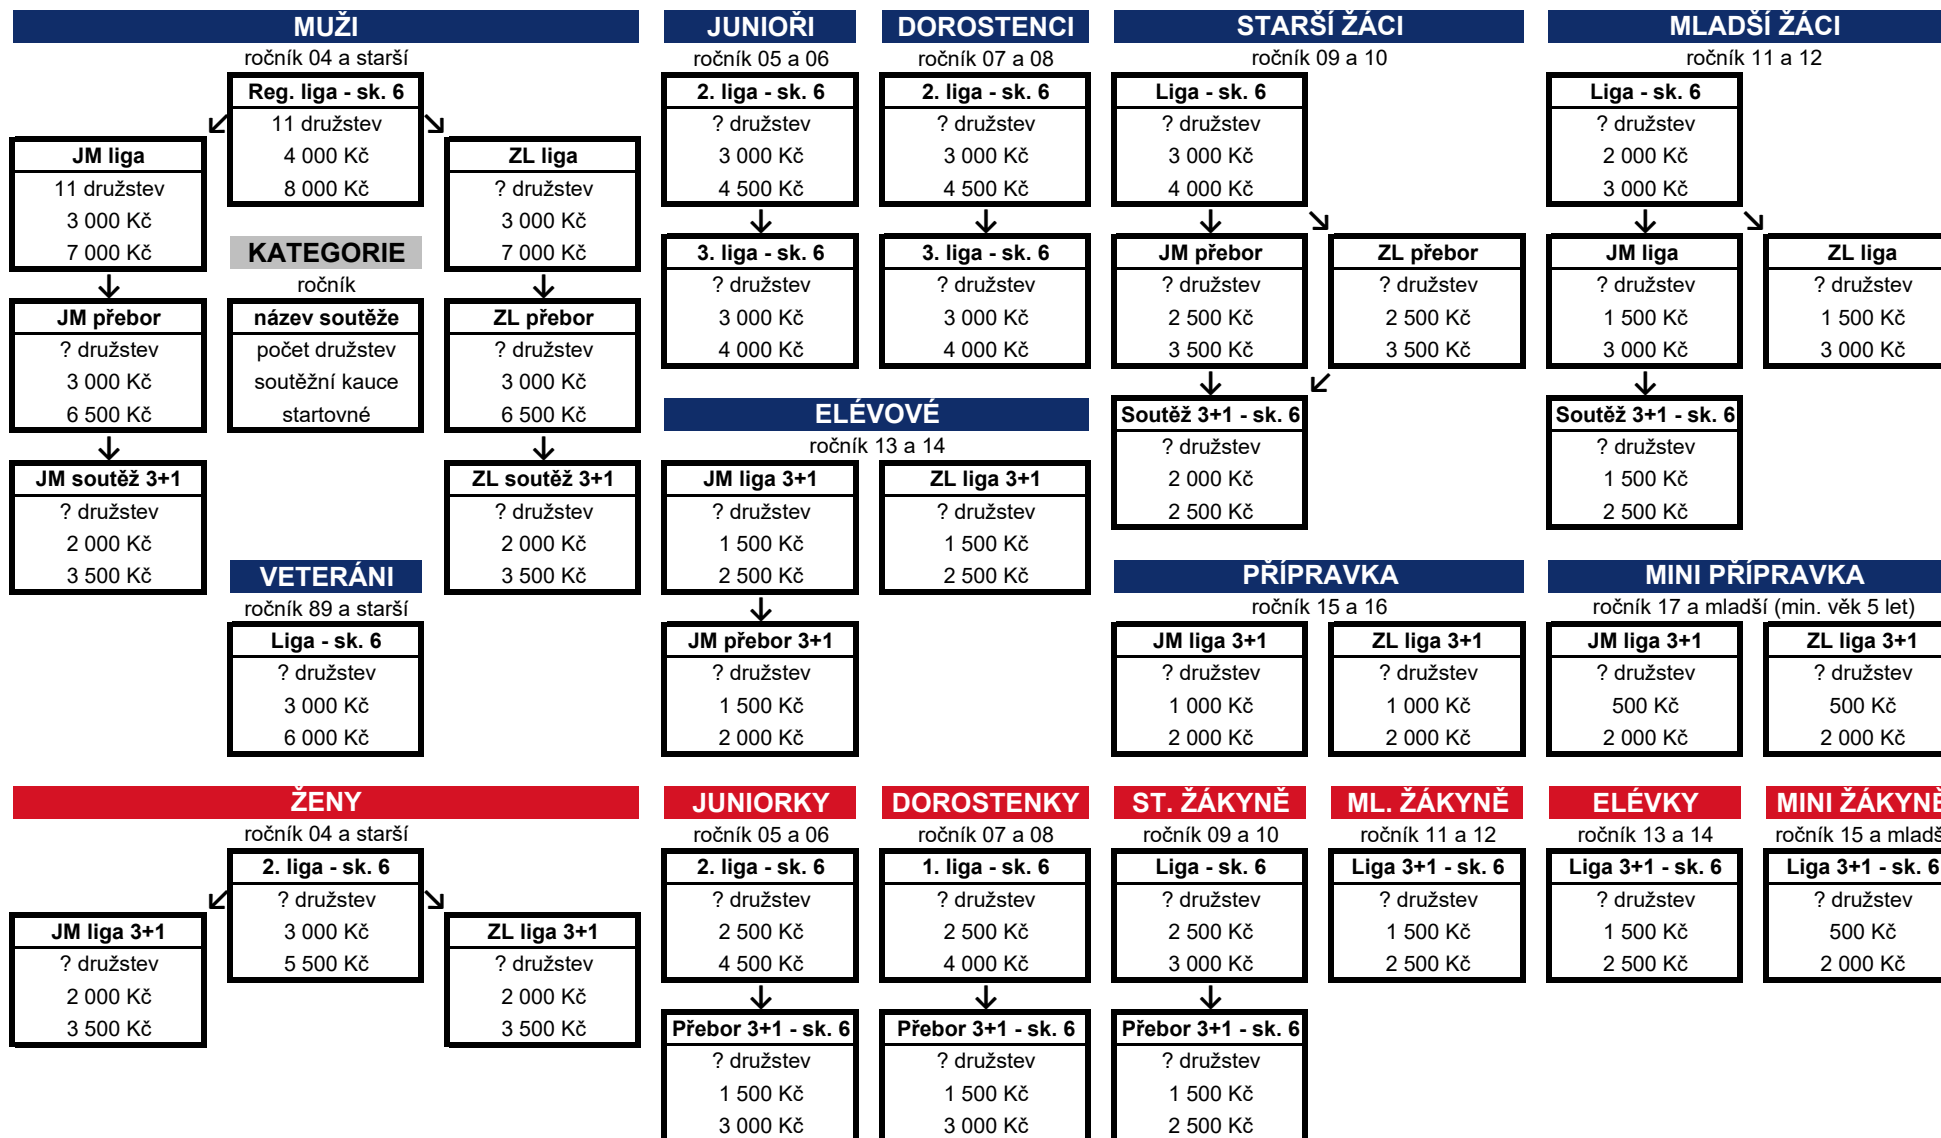 MUŽI
ročník 04 a starší
Reg. liga - sk. 6
11 družstev
4 000 Kč
8 000 Kč
JM liga
11 družstev
3 000 Kč
7 000 Kč
ZL liga
? družstev
3 000 Kč
7 000 Kč
KATEGORIE
ročník
název soutěže
počet družstev
soutěžní kauce
startovné
JM přebor
? družstev
3 000 Kč
6 500 Kč
ZL přebor
? družstev
3 000 Kč
6 500 Kč
JM soutěž 3+1
? družstev
2 000 Kč
3 500 Kč
ZL soutěž 3+1
? družstev
2 000 Kč
3 500 Kč
VETERÁNI
ročník 89 a starší
Liga - sk. 6
? družstev
3 000 Kč
6 000 Kč
JUNIOŘI
ročník 05 a 06
2. liga - sk. 6
? družstev
3 000 Kč
4 500 Kč
3. liga - sk. 6
? družstev
3 000 Kč
4 000 Kč
DOROSTENCI
ročník 07 a 08
2. liga - sk. 6
? družstev
3 000 Kč
4 500 Kč
3. liga - sk. 6
? družstev
3 000 Kč
4 000 Kč
ELÉVOVÉ
ročník 13 a 14
JM liga 3+1
? družstev
1 500 Kč
2 500 Kč
ZL liga 3+1
? družstev
1 500 Kč
2 500 Kč
JM přebor 3+1
? družstev
1 500 Kč
2 000 Kč
STARŠÍ ŽÁCI
ročník 09 a 10
Liga - sk. 6
? družstev
3 000 Kč
4 000 Kč
JM přebor
? družstev
2 500 Kč
3 500 Kč
ZL přebor
? družstev
2 500 Kč
3 500 Kč
Soutěž 3+1 - sk. 6
? družstev
2 000 Kč
2 500 Kč
MLADŠÍ ŽÁCI
ročník 11 a 12
Liga - sk. 6
? družstev
2 000 Kč
3 000 Kč
JM liga
? družstev
1 500 Kč
3 000 Kč
ZL liga
? družstev
1 500 Kč
3 000 Kč
Soutěž 3+1 - sk. 6
? družstev
1 500 Kč
2 500 Kč
PŘÍPRAVKA
ročník 15 a 16
JM liga 3+1
? družstev
1 000 Kč
2 000 Kč
ZL liga 3+1
? družstev
1 000 Kč
2 000 Kč
MINI PŘÍPRAVKA
ročník 17 a mladší (min. věk 5 let)
JM liga 3+1
? družstev
500 Kč
2 000 Kč
ZL liga 3+1
? družstev
500 Kč
2 000 Kč
ŽENY
ročník 04 a starší
2. liga - sk. 6
? družstev
3 000 Kč
5 500 Kč
JM liga 3+1
? družstev
2 000 Kč
3 500 Kč
ZL liga 3+1
? družstev
2 000 Kč
3 500 Kč
JUNIORKY
ročník 05 a 06
2. liga - sk. 6
? družstev
2 500 Kč
4 500 Kč
Přebor 3+1 - sk. 6
? družstev
1 500 Kč
3 000 Kč
DOROSTENKY
ročník 07 a 08
1. liga - sk. 6
? družstev
2 500 Kč
4 000 Kč
Přebor 3+1 - sk. 6
? družstev
1 500 Kč
3 000 Kč
ST. ŽÁKYNĚ
ročník 09 a 10
Liga - sk. 6
? družstev
2 500 Kč
3 000 Kč
Přebor 3+1 - sk. 6
? družstev
1 500 Kč
2 500 Kč
ML. ŽÁKYNĚ
ročník 11 a 12
Liga 3+1 - sk. 6
? družstev
1 500 Kč
2 500 Kč
ELÉVKY
ročník 13 a 14
Liga 3+1 - sk. 6
? družstev
1 500 Kč
2 500 Kč
MINI ŽÁKYNĚ
ročník 15 a mladš
Liga 3+1 - sk. 6
? družstev
500 Kč
2 000 Kč